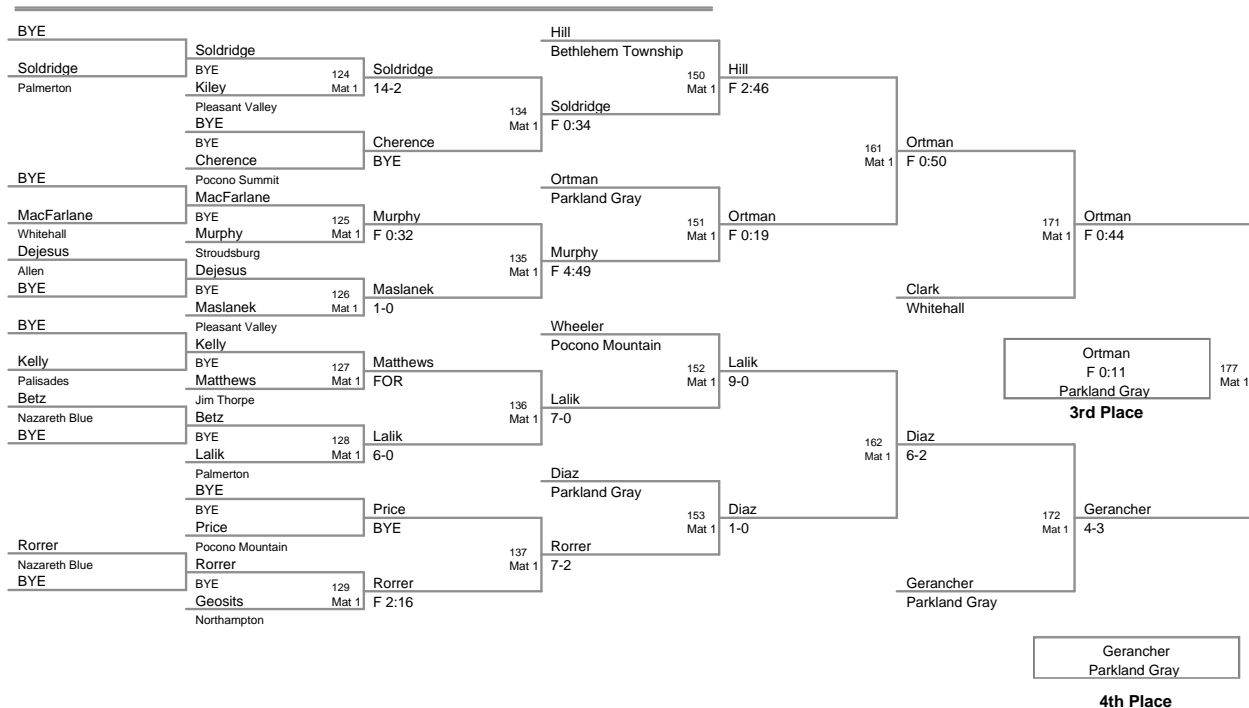 BYE
Soldridge
Palmerton
BYE
MacFarlane
Whitehall
Dejesus
Allen
BYE
BYE
Kelly
Palisades
Betz
Nazareth Blue
BYE
Rorrer
Nazareth Blue
BYE
Soldridge
BYE
Kiley
Pleasant Valley
BYE
BYE
Cherence
Pocono Summit
MacFarlane
BYE
Murphy
Stroudsburg
Dejesus
BYE
Maslanek
Pleasant Valley
Kelly
BYE
Matthews
Jim Thorpe
Betz
BYE
Lalik
Palmerton
BYE
BYE
Price
Pocono Mountain
Rorrer
BYE
Geosits
Northampton
124
Mat 1
125
Mat 1
126
Mat 1
127
Mat 1
128
Mat 1
129
Mat 1
Soldridge
14-2
Cherence
BYE
Murphy
F 0:32
Maslanek
1-0
Matthews
FOR
Lalik
6-0
Price
BYE
Rorrer
F 2:16
134
Mat 1
135
Mat 1
136
Mat 1
137
Mat 1
Hill
Bethlehem Township
Soldridge
F 0:34
Ortman
Parkland Gray
Murphy
F 4:49
Wheeler
Pocono Mountain
Lalik
7-0
Diaz
Parkland Gray
Rorrer
7-2
150
Mat 1
151
Mat 1
152
Mat 1
153
Mat 1
Hill
F 2:46
Ortman
F 0:19
Lalik
9-0
Diaz
1-0
161
Mat 1
162
Mat 1
Ortman
F 0:50
Clark
Whitehall
Diaz
6-2
Gerancher
Parkland Gray
171
Mat 1
172
Mat 1
Ortman
F 0:44
Gerancher
4-3
Ortman
F 0:11
Parkland Gray
3rd Place
177
Mat 1
Gerancher
Parkland Gray
4th Place